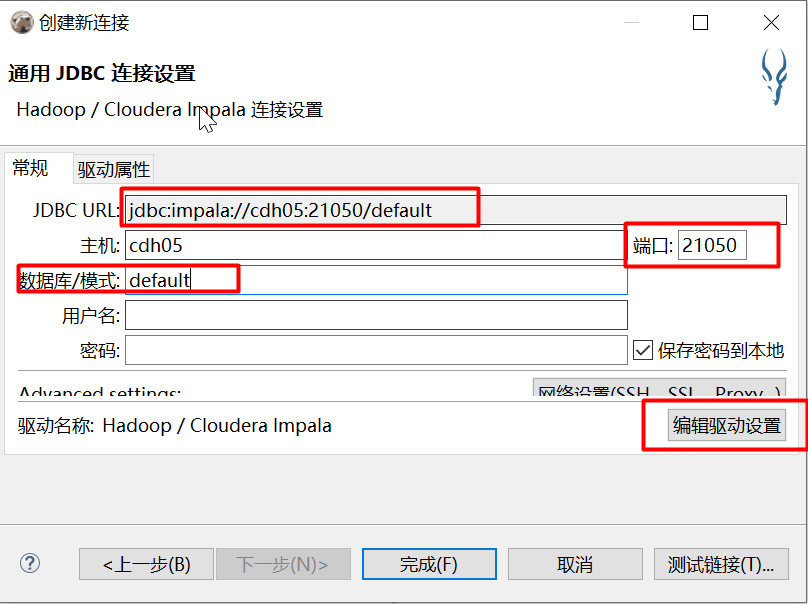 创建新连接
通用 JDBC 连接设置
Hadoop / Cloudera Impala 连接设置
常规 驱动属性
JDBC URL: jdbc:impala://cdh05:21050/default
主机: cdh05 端口: 21050
数据库/模式: default
用户名:
密码: 保存密码到本地
Advanced settings: 网络设置(SSH, SSL, Proxy...)
驱动名称: Hadoop / Cloudera Impala 编辑驱动设置
<上一步(B) 下一步(N)> 完成(F) 取消 测试链接(T)...